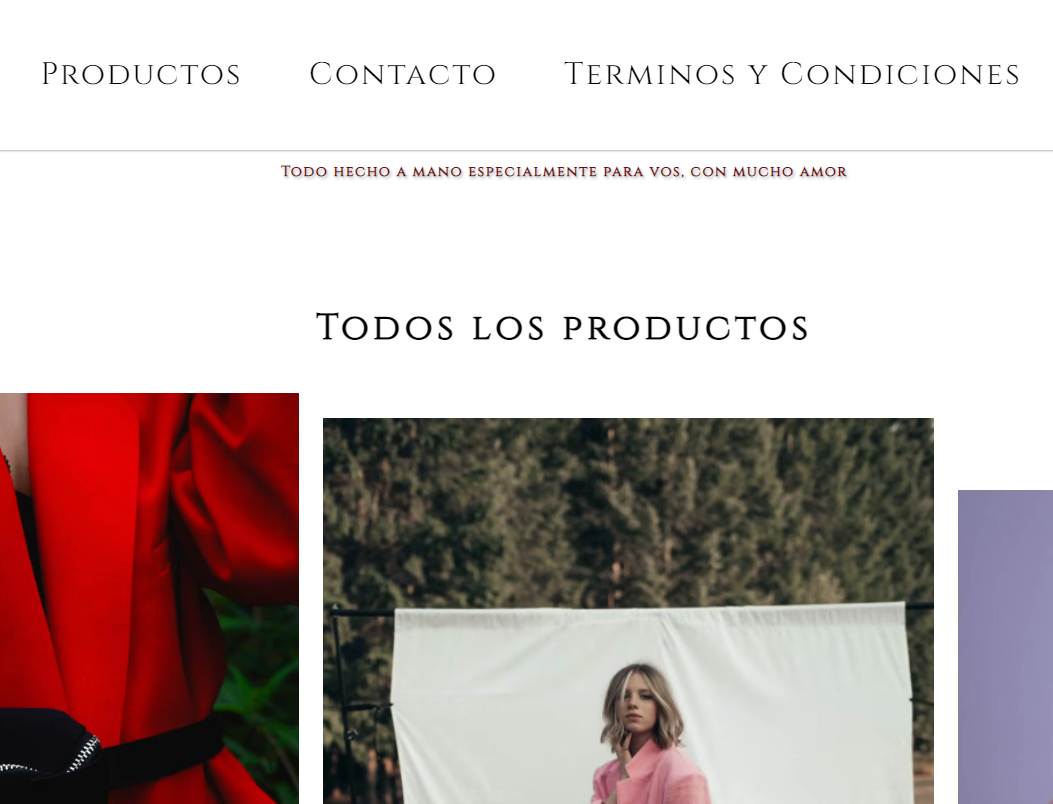 Productos Contacto Terminos y Condiciones
Todo hecho a mano especialmente para vos, con mucho amor
Todos los productos